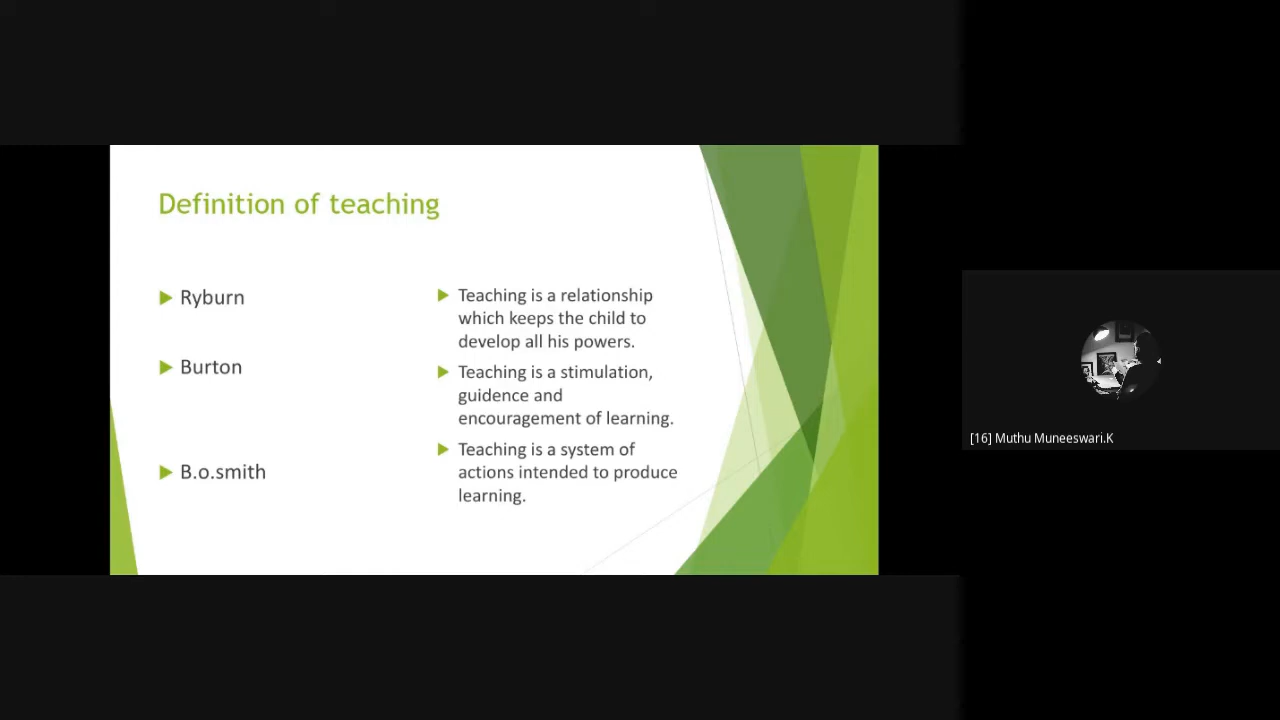 Definition of teaching
Ryburn
Teaching is a relationship
which keeps the child to
develop all his powers.
Burton
Teaching is a stimulation,
guidence and
encouragement of learning.
B.o.smith
Teaching is a system of
actions intended to produce
learning.
[16] Muthu Muneeswari.K